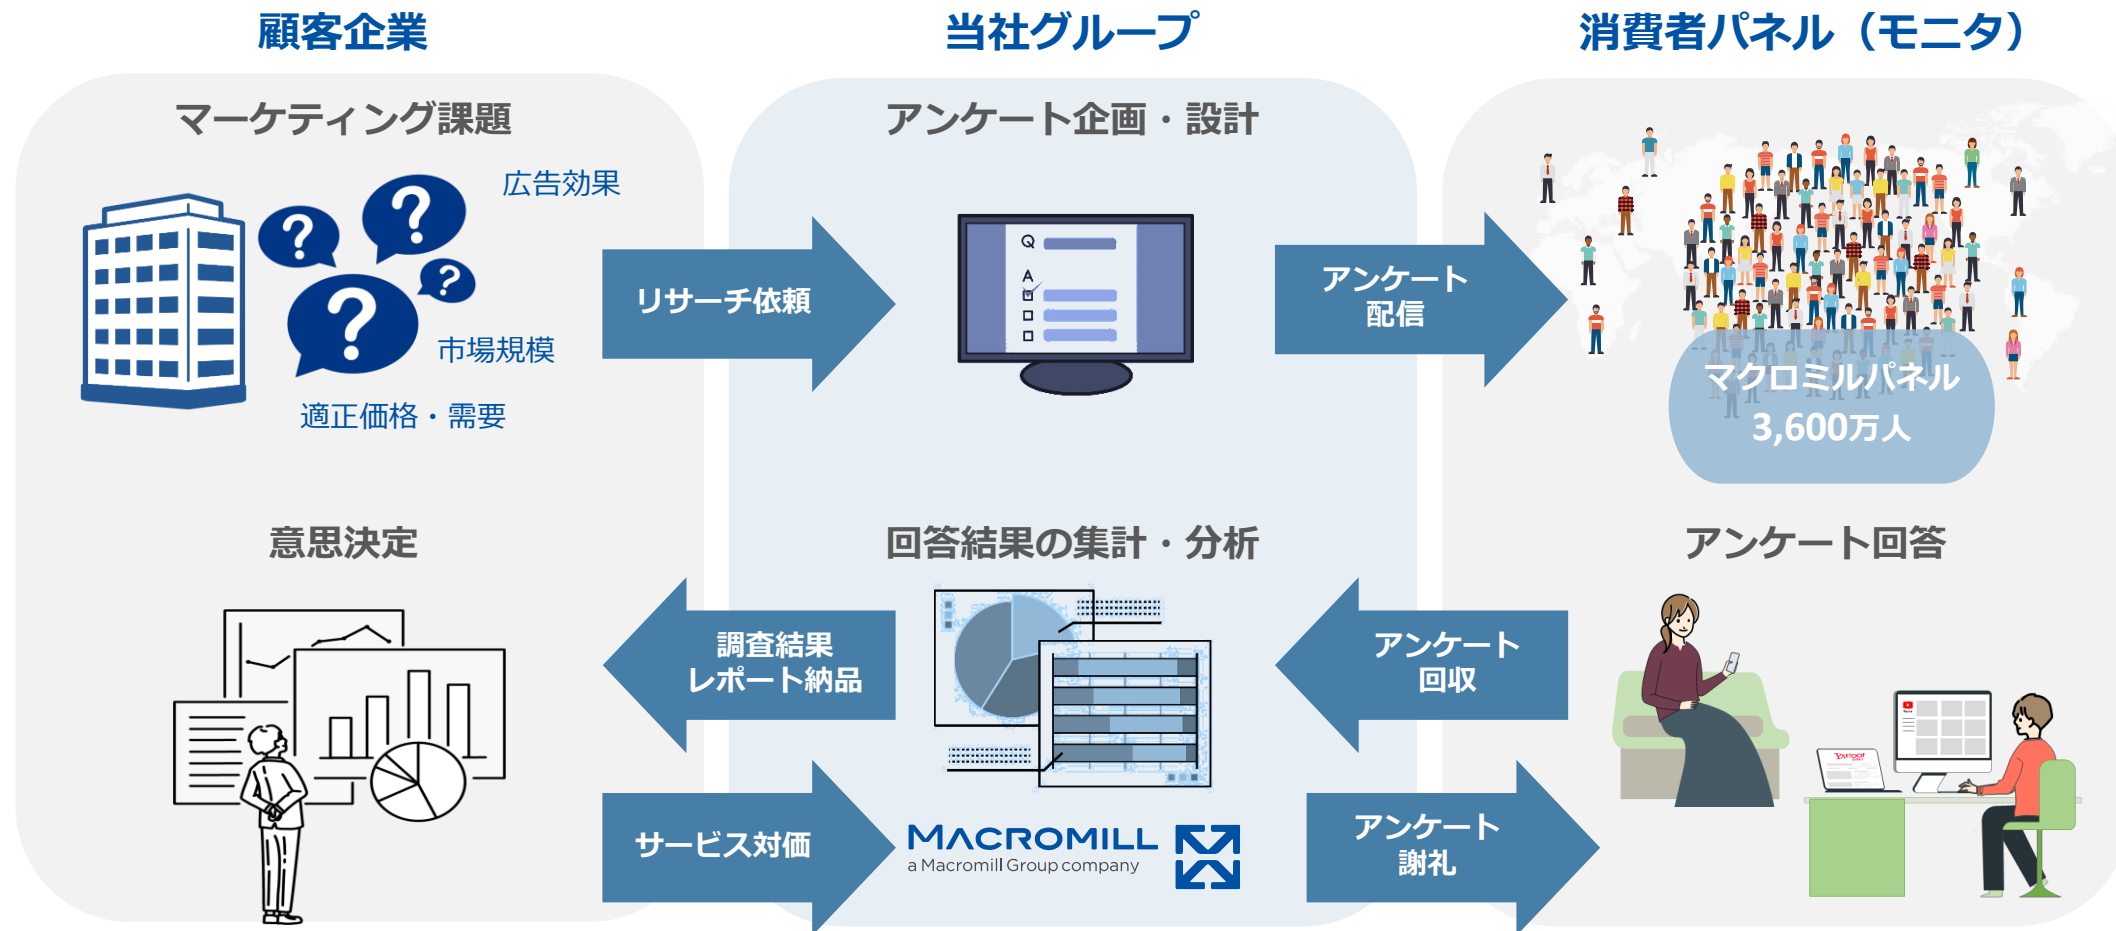 顧客企業
当社グループ
消費者パネル（モニタ）
マーケティング課題
アンケート企画・設計
広告効果
市場規模
適正価格・需要
リサーチ依頼
Q
A
アンケート
配信
マクロミルパネル
3,600万人
意思決定
回答結果の集計・分析
アンケート回答
調査結果
レポート納品
アンケート
回収
サービス対価
MACROMILL
a Macromill Group company
アンケート
謝礼
YAHOO!